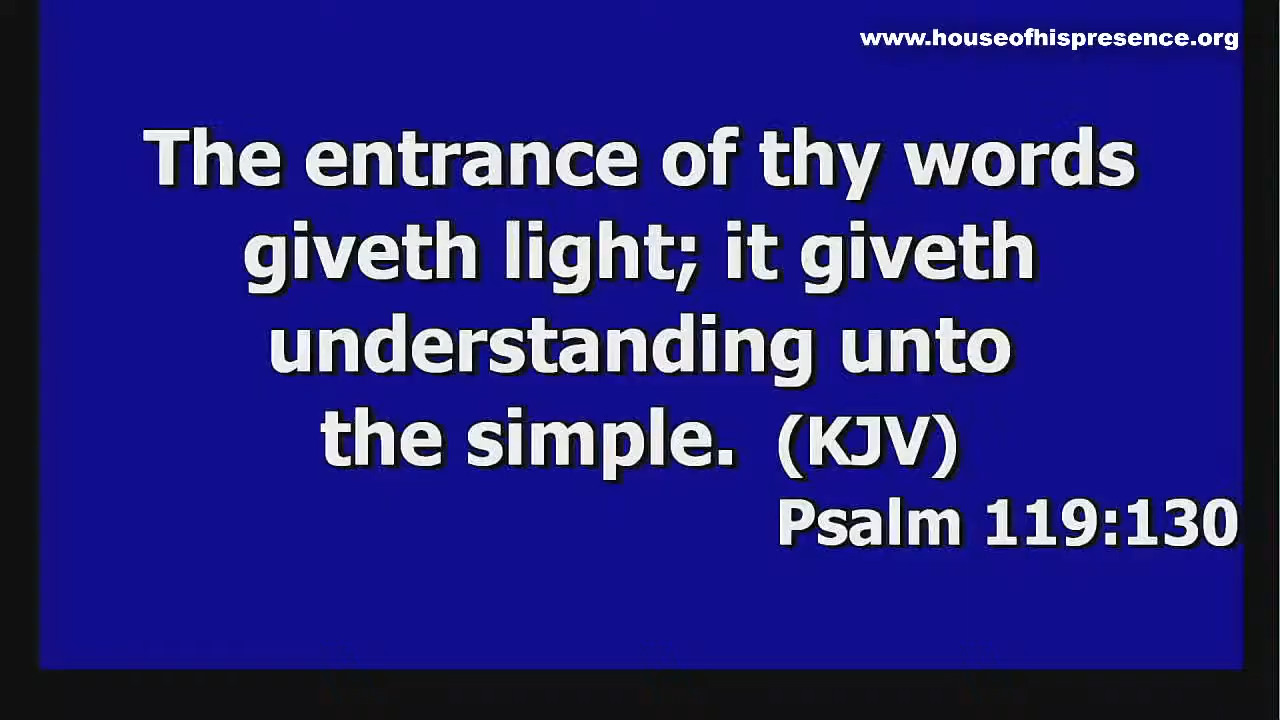 www.houseofhispresence.org
The entrance of thy words
giveth light; it giveth
understanding unto
the simple. (KJV)
Psalm 119:130